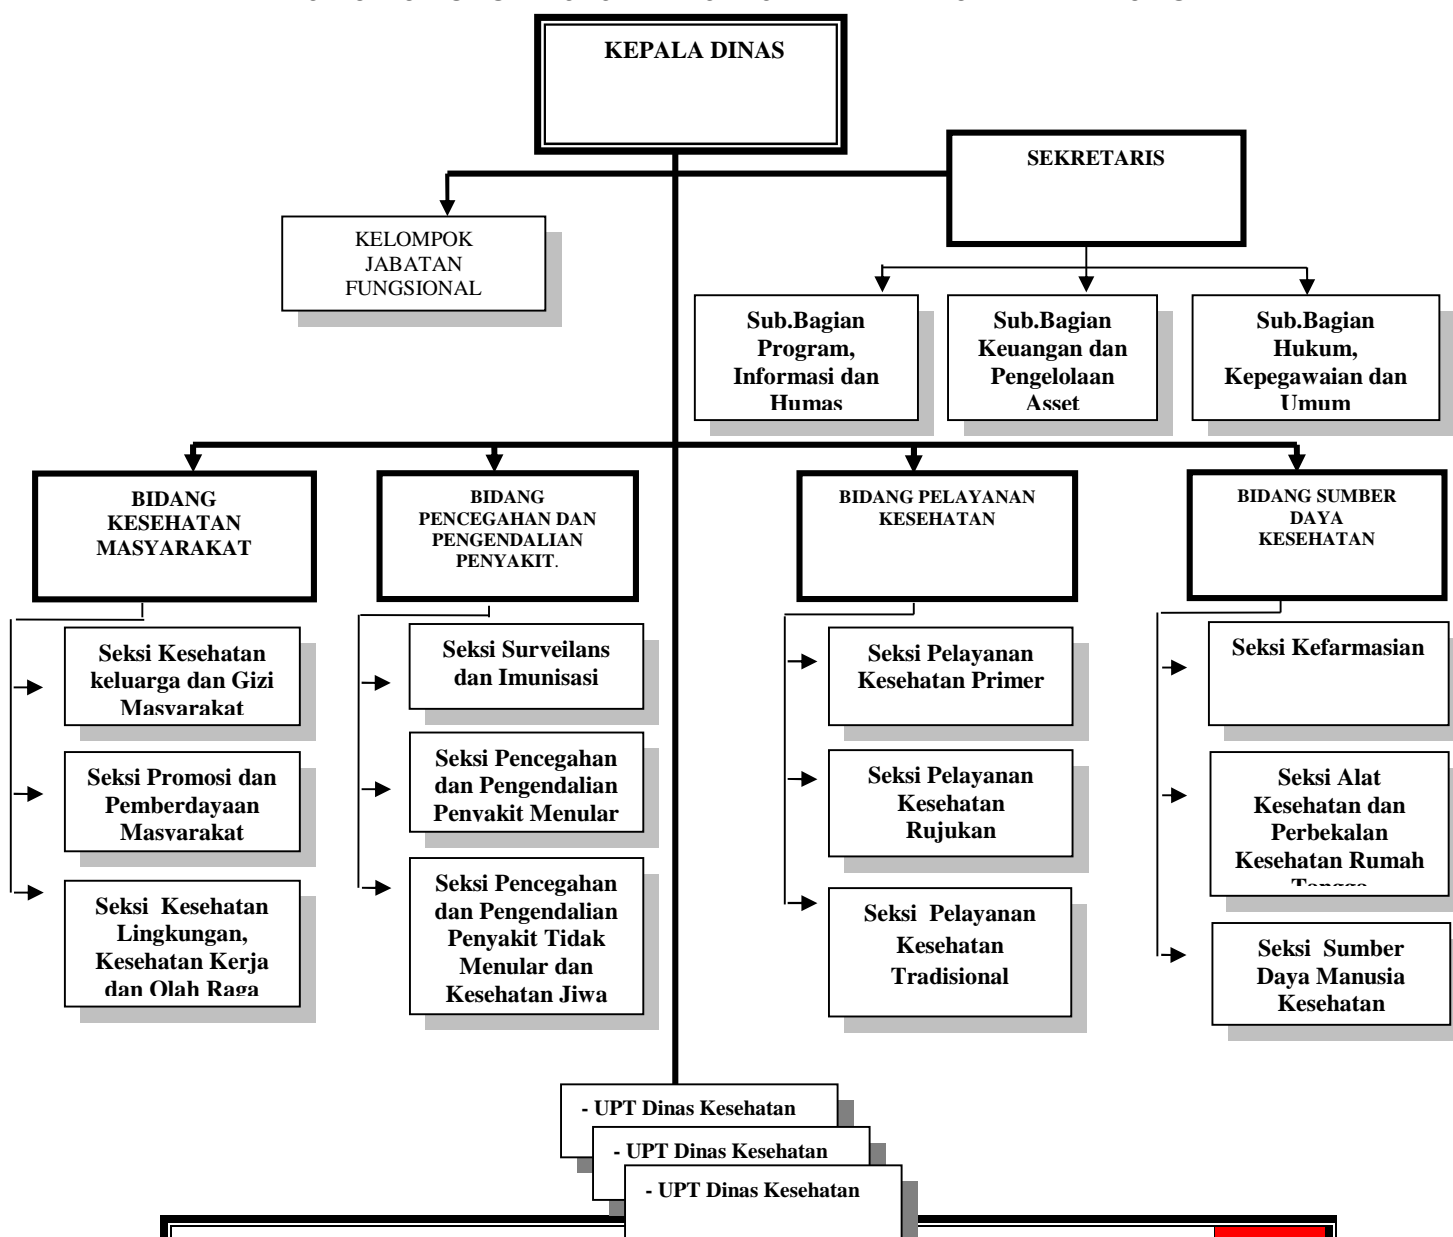 KEPALA DINAS
SEKRETARIS
KELOMPOK
JABATAN
FUNGSIONAL
Sub.Bagian
Program,
Informasi dan
Humas
Sub.Bagian
Keuangan dan
Pengelolaan
Asset
Sub.Bagian
Hukum,
Kepegawaian dan
Umum
BIDANG
KESEHATAN
MASYARAKAT
BIDANG
PENCEGAHAN DAN
PENGENDALIAN
PENYAKIT.
BIDANG PELAYANAN
KESEHATAN
BIDANG SUMBER
DAYA
KESEHATAN
Seksi Kesehatan
keluarga dan Gizi
Masyarakat
Seksi Promosi dan
Pemberdayaan
Masyarakat
Seksi Kesehatan
Lingkungan,
Kesehatan Kerja
dan Olah Raga
Seksi Surveilans
dan Imunisasi
Seksi Pencegahan
dan Pengendalian
Penyakit Menular
Seksi Pencegahan
dan Pengendalian
Penyakit Tidak
Menular dan
Kesehatan Jiwa
Seksi Pelayanan
Kesehatan Primer
Seksi Pelayanan
Kesehatan
Rujukan
Seksi Pelayanan
Kesehatan
Tradisional
Seksi Kefarmasian
Seksi Alat
Kesehatan dan
Perbekalan
Kesehatan Rumah
Tangga
Seksi Sumber
Daya Manusia
Kesehatan
- UPT Dinas Kesehatan
- UPT Dinas Kesehatan
- UPT Dinas Kesehatan